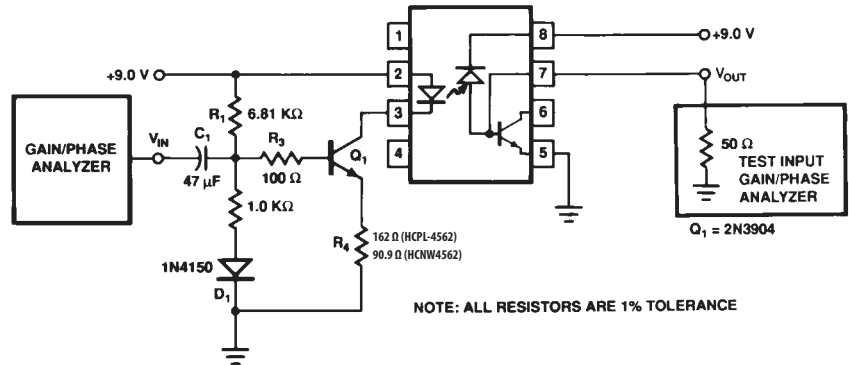 GAIN/PHASE
ANALYZER
V_IN
+9.0 V
R₁ 6.81 KΩ
C₁
47 µF
R₃
100 Ω
1.0 KΩ
1N4150
D₁
Q₁
R₄
162 Ω (HCPL-4562)
90.9 Ω (HCNW4562)
1
2
3
4
8
7
6
5
+9.0 V
V_OUT
50 Ω
TEST INPUT
GAIN/PHASE
ANALYZER
Q₁ = 2N3904
NOTE: ALL RESISTORS ARE 1% TOLERANCE